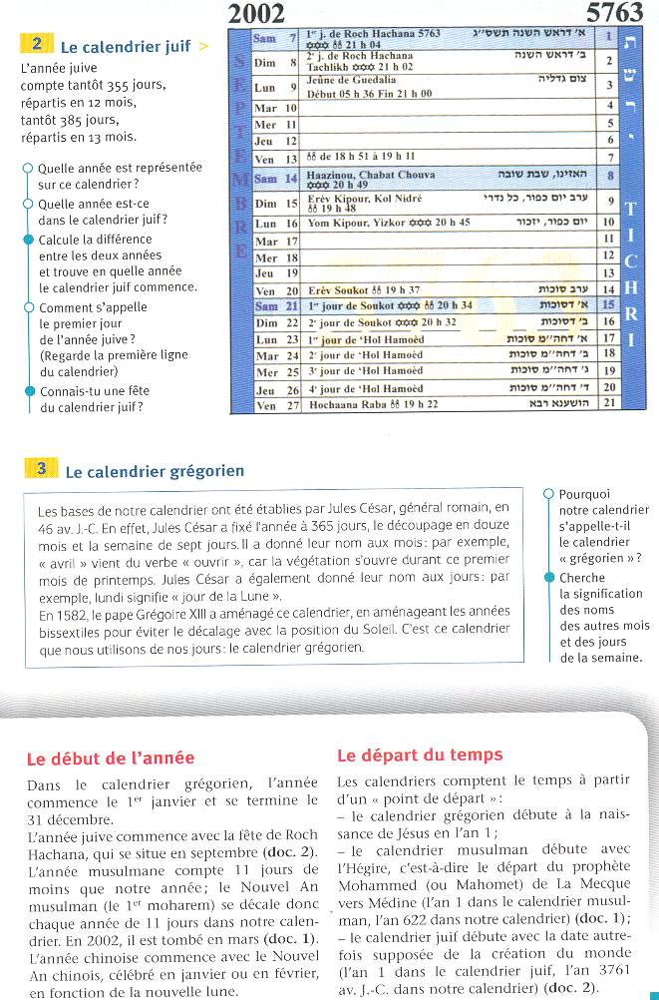 2002 5763
2 Le calendrier juif >
L'année juive
compte tantôt 355 jours,
répartis en 12 mois,
tantôt 385 jours,
répartis en 13 mois.
Quelle année est représentée
sur ce calendrier ?
Quelle année est-ce
dans le calendrier juif ?
Calcule la différence
entre les deux années
et trouve en quelle année
le calendrier juif commence.
Comment s'appelle
le premier jour
de l'année juive ?
(Regarde la première ligne
du calendrier)
Connais-tu une fête
du calendrier juif ?
SEPTEMBRE
Sam 7 1er j. de Roch Hachana 5763 א' דראש השנה תשס"ג 1
21 h 04
Dim 8 2e j. de Roch Hachana ב' דראש השנה 2
Tachlikh 21 h 02
Lun 9 Jeûne de Guedalia צום גדליה 3
Début 05 h 36 Fin 21 h 00
Mar 10 4
Mer 11 5
Jeu 12 6
Ven 13 de 18 h 51 à 19 h 11 7
Sam 14 Haazinou, Chabat Chouva האזינו, שבת שובה 8
20 h 49
Dim 15 Erèv Kipour, Kol Nidré ערב יום כפור, כל נדרי 9
19 h 48
Lun 16 Yom Kipour, Yizkor 20 h 45 יום כפור, יזכור 10
Mar 17 11
Mer 18 12
Jeu 19 13
Ven 20 Erèv Soukot 19 h 37 ערב סוכות 14
Sam 21 1er jour de Soukot 20 h 34 א' דסוכות 15
Dim 22 2e jour de Soukot 20 h 32 ב' דסוכות 16
Lun 23 1er jour de 'Hol Hamoèd א' דחה"מ סוכות 17
Mar 24 2e jour de 'Hol Hamoèd ב' דחה"מ סוכות 18
Mer 25 3e jour de 'Hol Hamoèd ג' דחה"מ סוכות 19
Jeu 26 4e jour de 'Hol Hamoèd ד' דחה"מ סוכות 20
Ven 27 Hochaana Raba 19 h 22 הושענא רבא 21
תשרי TICHRI
3 Le calendrier grégorien
Les bases de notre calendrier ont été établies par Jules César, général romain, en
46 av. J.-C. En effet, Jules César a fixé l'année à 365 jours, le découpage en douze
mois et la semaine de sept jours. Il a donné leur nom aux mois : par exemple,
« avril » vient du verbe « ouvrir », car la végétation s'ouvre durant ce premier
mois de printemps. Jules César a également donné leur nom aux jours : par
exemple, lundi signifie « jour de la Lune ».
En 1582, le pape Grégoire XIII a aménagé ce calendrier, en aménageant les années
bissextiles pour éviter le décalage avec la position du Soleil. C'est ce calendrier
que nous utilisons de nos jours : le calendrier grégorien.
Pourquoi
notre calendrier
s'appelle-t-il
le calendrier
« grégorien » ?
Cherche
la signification
des noms
des autres mois
et des jours
de la semaine.
Le début de l'année
Dans le calendrier grégorien, l'année
commence le 1er janvier et se termine le
31 décembre.
L'année juive commence avec la fête de Roch
Hachana, qui se situe en septembre (doc. 2).
L'année musulmane compte 11 jours de
moins que notre année ; le Nouvel An
musulman (le 1er moharem) se décale donc
chaque année de 11 jours dans notre calen-
drier. En 2002, il est tombé en mars (doc. 1).
L'année chinoise commence avec le Nouvel
An chinois, célébré en janvier ou en février,
en fonction de la nouvelle lune.
Le départ du temps
Les calendriers comptent le temps à partir
d'un « point de départ » :
– le calendrier grégorien débute à la nais-
sance de Jésus en l'an 1 ;
– le calendrier musulman débute avec
l'Hégire, c'est-à-dire le départ du prophète
Mohammed (ou Mahomet) de La Mecque
vers Médine (l'an 1 dans le calendrier musul-
man, l'an 622 dans notre calendrier) (doc. 1) ;
– le calendrier juif débute avec la date autre-
fois supposée de la création du monde
(l'an 1 dans le calendrier juif, l'an 3761
av. J.-C. dans notre calendrier) (doc. 2).